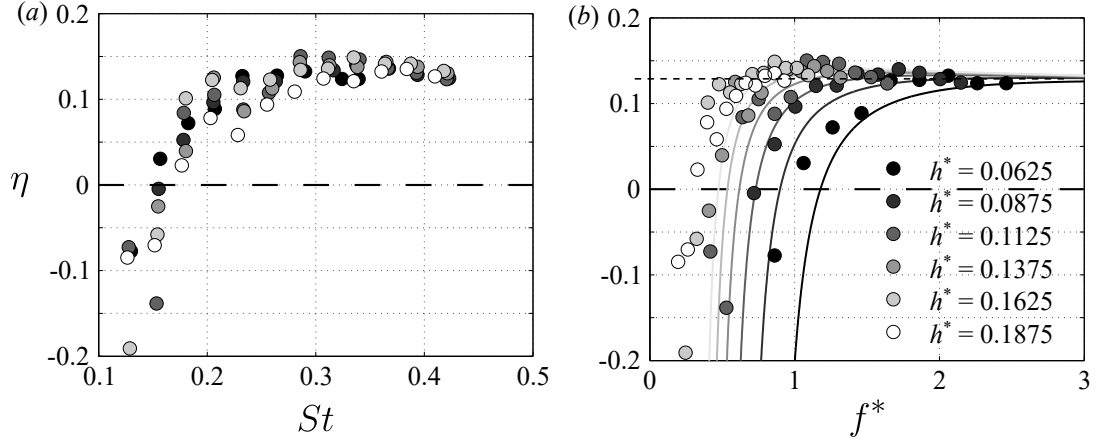 (a)
0.2
0.1
0
-0.1
-0.2
η
0.1 0.2 0.3 0.4 0.5
St
(b)
0.2
0.1
0
-0.1
-0.2
h* = 0.0625
h* = 0.0875
h* = 0.1125
h* = 0.1375
h* = 0.1625
h* = 0.1875
0 1 2 3
f*